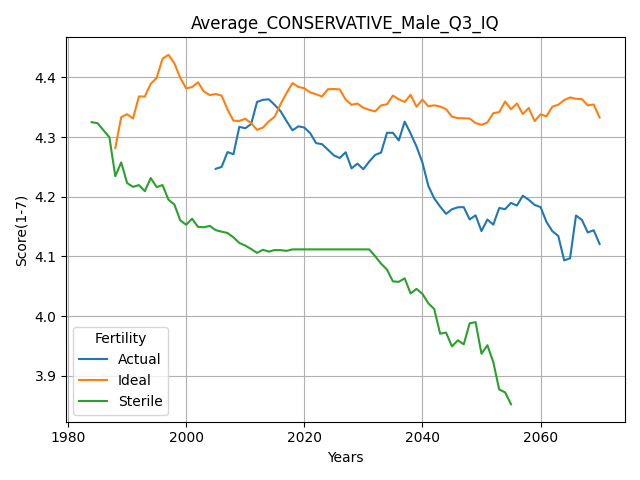 Average_CONSERVATIVE_Male_Q3_IQ
Score(1-7)
4.4
4.3
4.2
4.1
4.0
3.9
Fertility
Actual
Ideal
Sterile
1980
2000
2020
2040
2060
Years